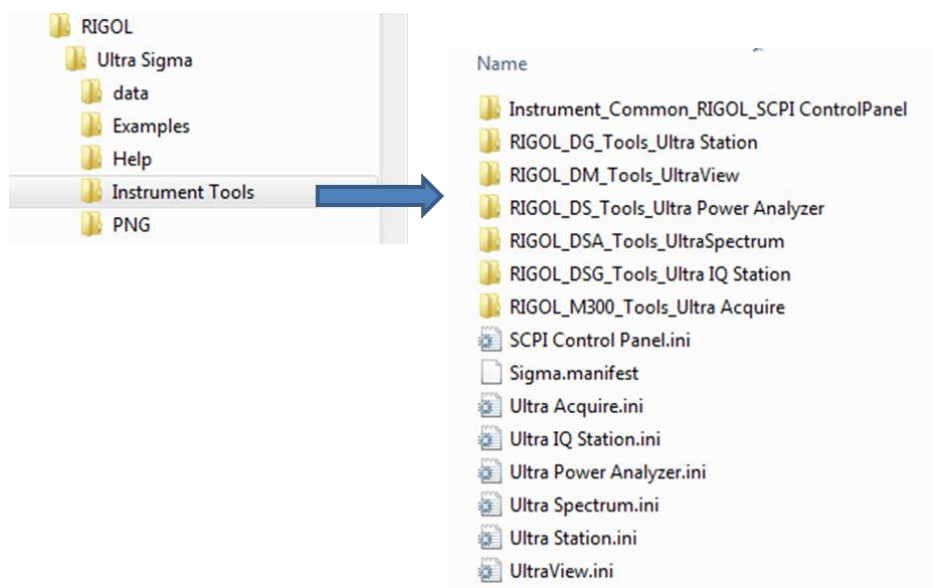 RIGOL
Ultra Sigma
data
Examples
Help
Instrument Tools
PNG
Name
Instrument_Common_RIGOL_SCPI ControlPanel
RIGOL_DG_Tools_Ultra Station
RIGOL_DM_Tools_UltraView
RIGOL_DS_Tools_Ultra Power Analyzer
RIGOL_DSA_Tools_UltraSpectrum
RIGOL_DSG_Tools_Ultra IQ Station
RIGOL_M300_Tools_Ultra Acquire
SCPI Control Panel.ini
Sigma.manifest
Ultra Acquire.ini
Ultra IQ Station.ini
Ultra Power Analyzer.ini
Ultra Spectrum.ini
Ultra Station.ini
UltraView.ini